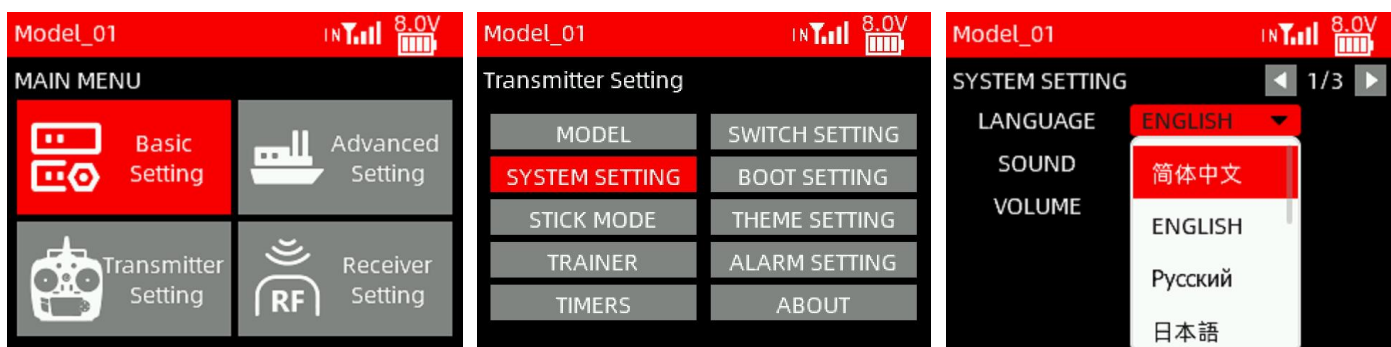 Model_01 IN 8.0V
MAIN MENU
Basic Setting
Advanced Setting
Transmitter Setting
RF
Receiver Setting
Model_01 IN 8.0V
Transmitter Setting
MODEL SWITCH SETTING
SYSTEM SETTING BOOT SETTING
STICK MODE THEME SETTING
TRAINER ALARM SETTING
TIMERS ABOUT
Model_01 IN 8.0V
SYSTEM SETTING 1/3
LANGUAGE ENGLISH
SOUND
VOLUME
简体中文
ENGLISH
Русский
日本語